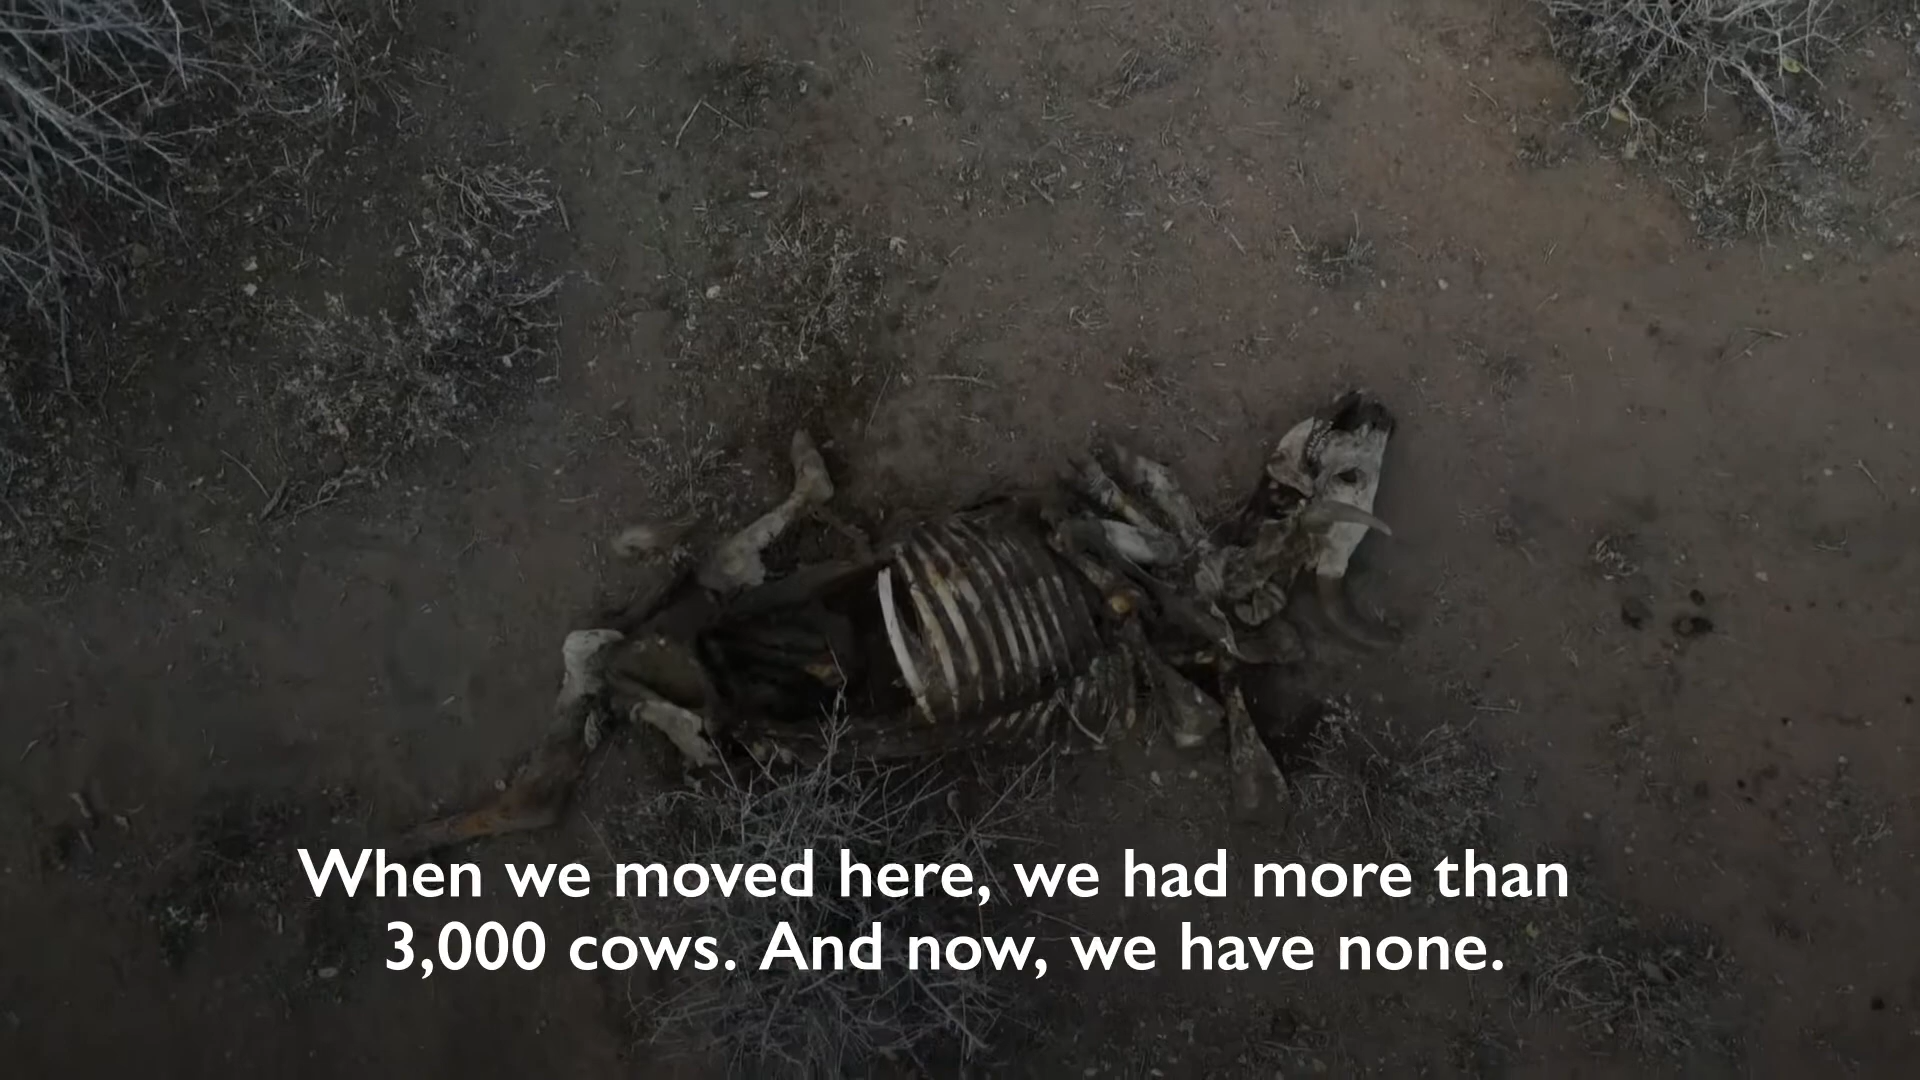 When we moved here, we had more than
3,000 cows. And now, we have none.